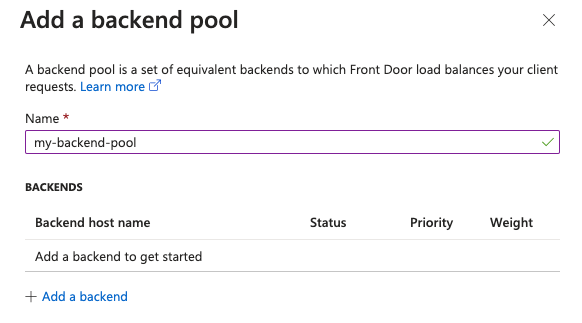 Add a backend pool
A backend pool is a set of equivalent backends to which Front Door load balances your client
requests. Learn more
Name *
my-backend-pool
BACKENDS
Backend host name Status Priority Weight
Add a backend to get started
+ Add a backend